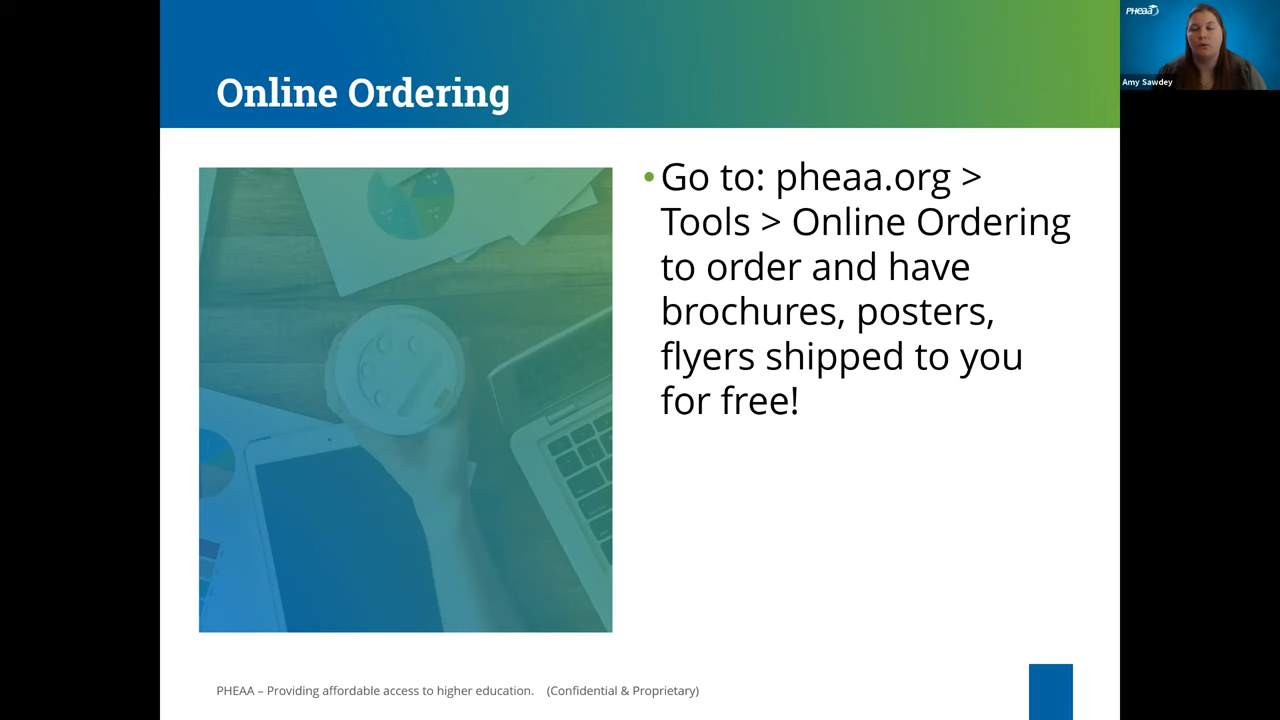 Online Ordering
PHEAA
Amy Sawdey
• Go to: pheaa.org >
Tools > Online Ordering
to order and have
brochures, posters,
flyers shipped to you
for free!
PHEAA – Providing affordable access to higher education. (Confidential & Proprietary)